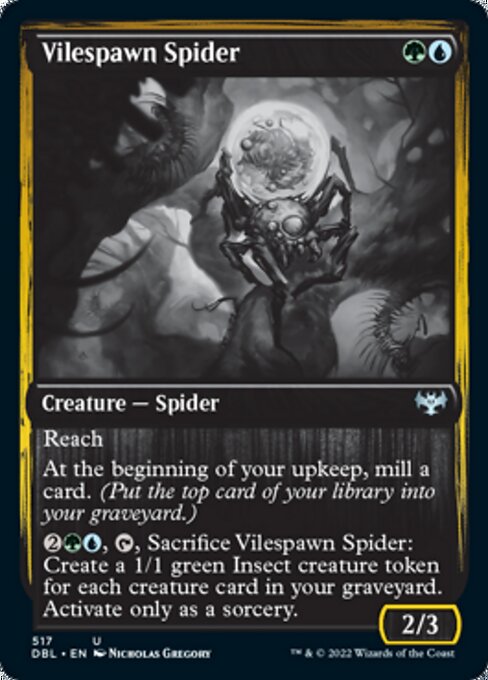 Vilespawn Spider
Creature — Spider
Reach
At the beginning of your upkeep, mill a
card. (Put the top card of your library into
your graveyard.)
2, Sacrifice Vilespawn Spider:
Create a 1/1 green Insect creature token
for each creature card in your graveyard.
Activate only as a sorcery.
2/3
517 U
DBL • EN Nicholas Gregory
™ & © 2022 Wizards of the Coast